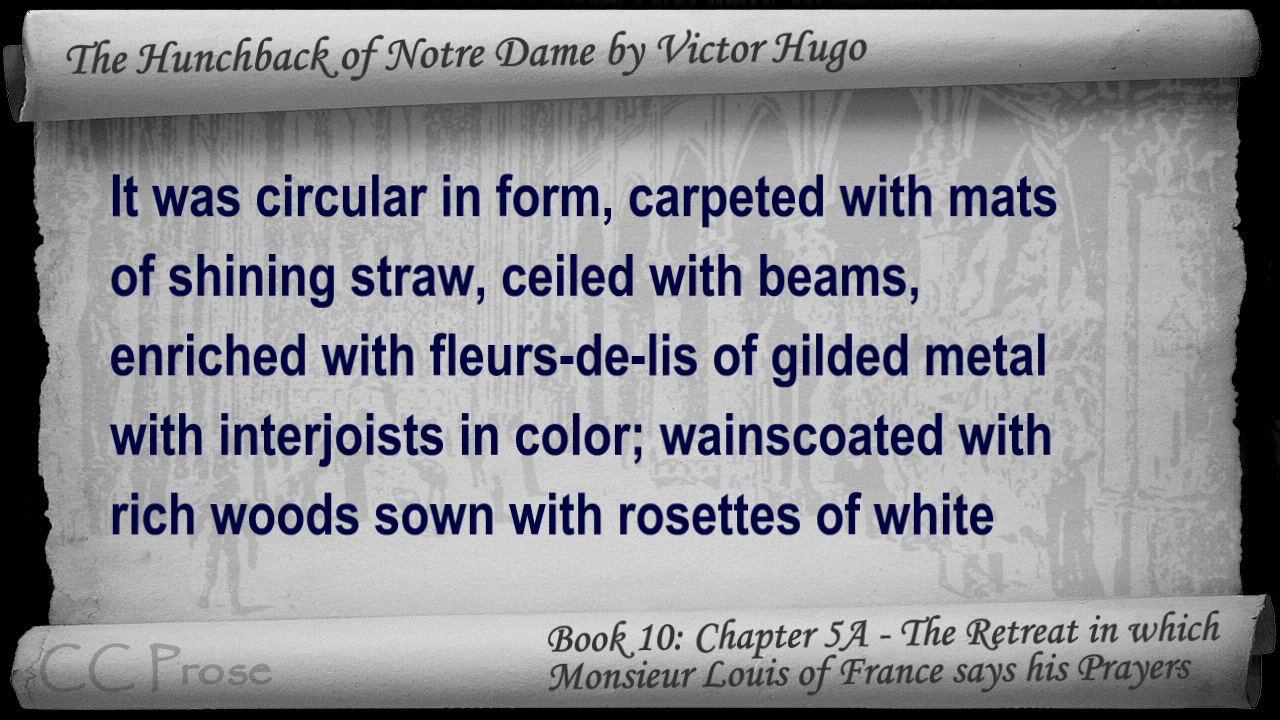 The Hunchback of Notre Dame by Victor Hugo
It was circular in form, carpeted with mats
of shining straw, ceiled with beams,
enriched with fleurs-de-lis of gilded metal
with interjoists in color; wainscoated with
rich woods sown with rosettes of white
CC Prose
Book 10: Chapter 5A - The Retreat in which
Monsieur Louis of France says his Prayers